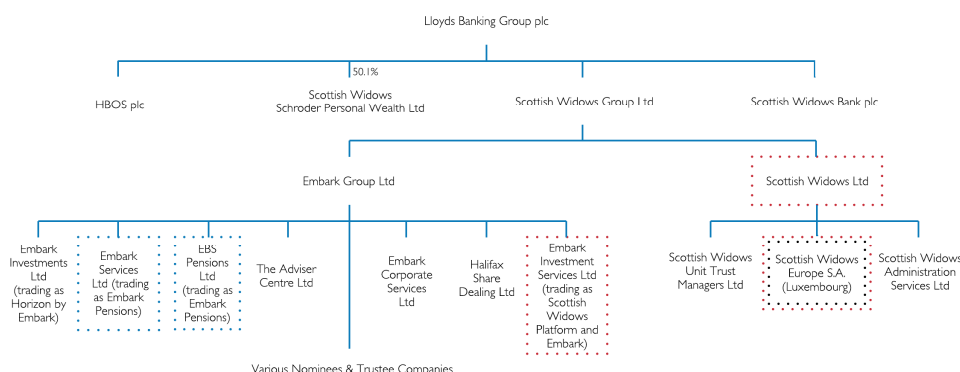 Lloyds Banking Group plc
50.1%
HBOS plc
Scottish Widows
Schroder Personal Wealth Ltd
Scottish Widows Group Ltd
Scottish Widows Bank plc
Embark Group Ltd
Scottish Widows Ltd
Embark
Investments
Ltd
(trading as
Horizon by
Embark)
Embark
Services
Ltd (trading
as Embark
Pensions)
EBS
Pensions
Ltd
(trading as
Embark
Pensions)
The Adviser
Centre Ltd
Embark
Corporate
Services
Ltd
Halifax
Share
Dealing Ltd
Embark
Investment
Services Ltd
(trading as
Scottish
Widows
Platform and
Embark)
Scottish Widows
Unit Trust
Managers Ltd
Scottish Widows
Europe S.A.
(Luxembourg)
Scottish Widows
Administration
Services Ltd
Various Nominees & Trustee Companies